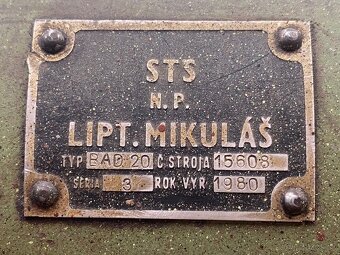 STS
N.P.
LIPT. MIKULÁŠ
TYP BAD 20 Č STROJA 15608
SÉRIA 3 ROK VÝR. 1980